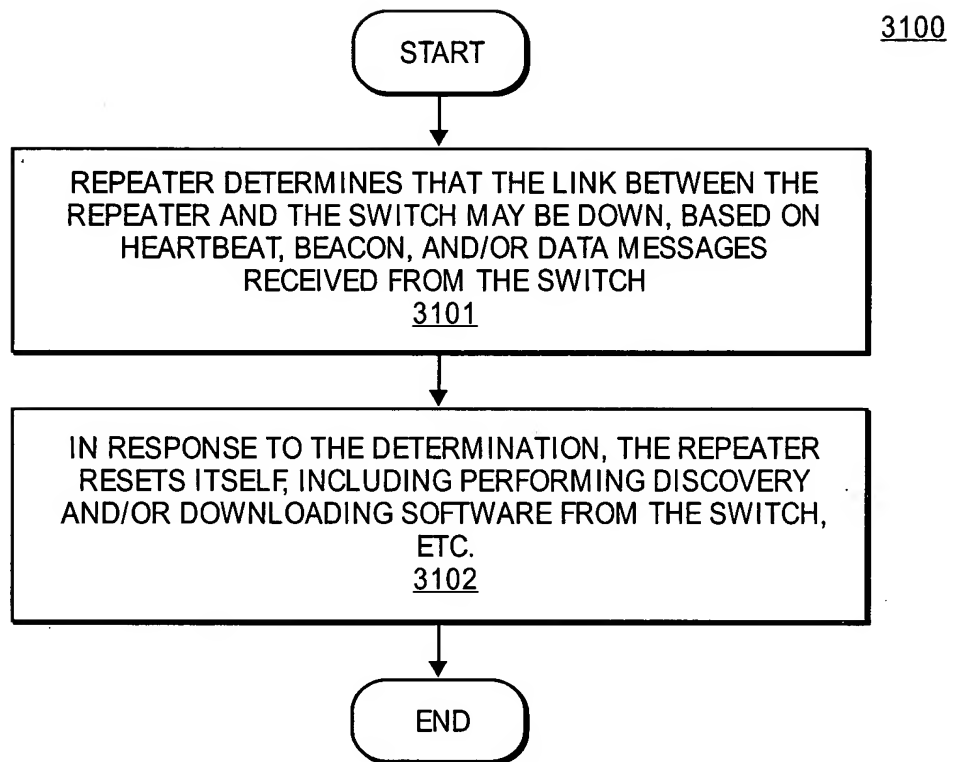 3100
START
REPEATER DETERMINES THAT THE LINK BETWEEN THE
REPEATER AND THE SWITCH MAY BE DOWN, BASED ON
HEARTBEAT, BEACON, AND/OR DATA MESSAGES
RECEIVED FROM THE SWITCH
3101
IN RESPONSE TO THE DETERMINATION, THE REPEATER
RESETS ITSELF, INCLUDING PERFORMING DISCOVERY
AND/OR DOWNLOADING SOFTWARE FROM THE SWITCH,
ETC.
3102
END